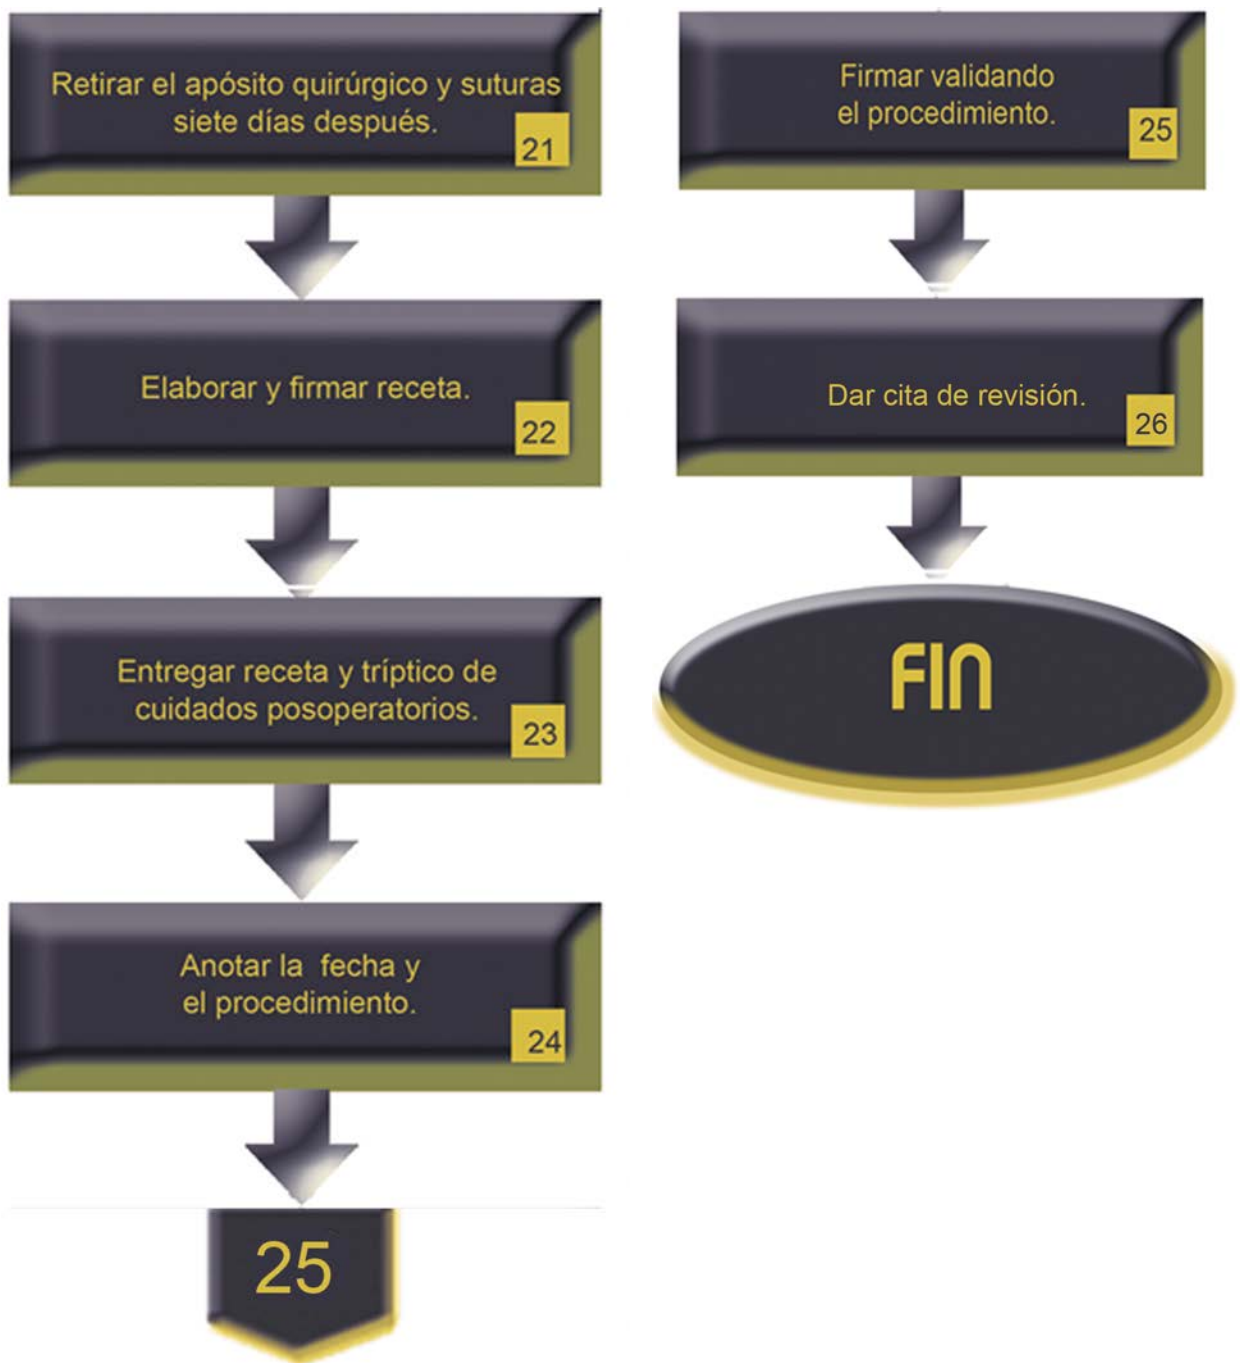 Retirar el apósito quirúrgico y suturas
siete días después.
21
Elaborar y firmar receta.
22
Entregar receta y tríptico de
cuidados posoperatorios.
23
Anotar la fecha y
el procedimiento.
24
25
Firmar validando
el procedimiento.
25
Dar cita de revisión.
26
FIN